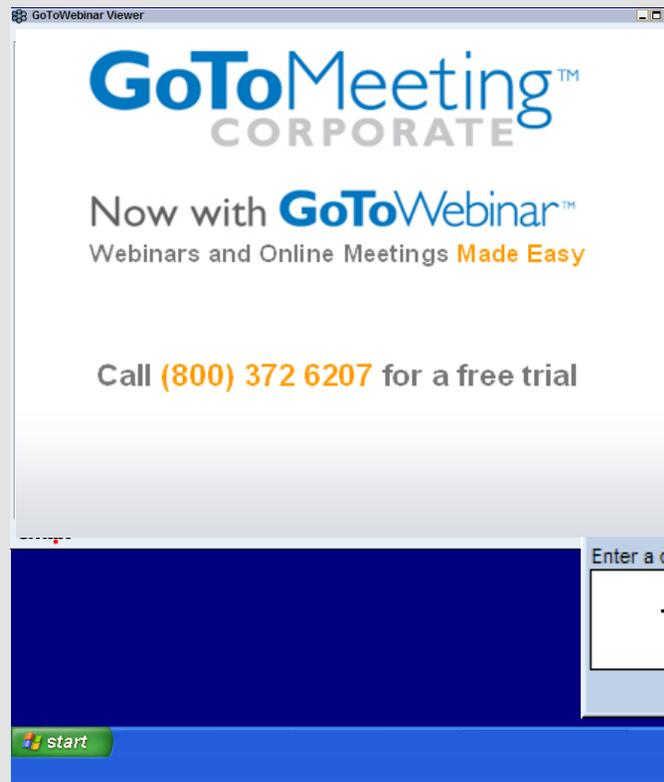 GoToWebinar Viewer
GoToMeeting™
CORPORATE
Now with GoToWebinar™
Webinars and Online Meetings Made Easy
Call (800) 372 6207 for a free trial
Enter a
start